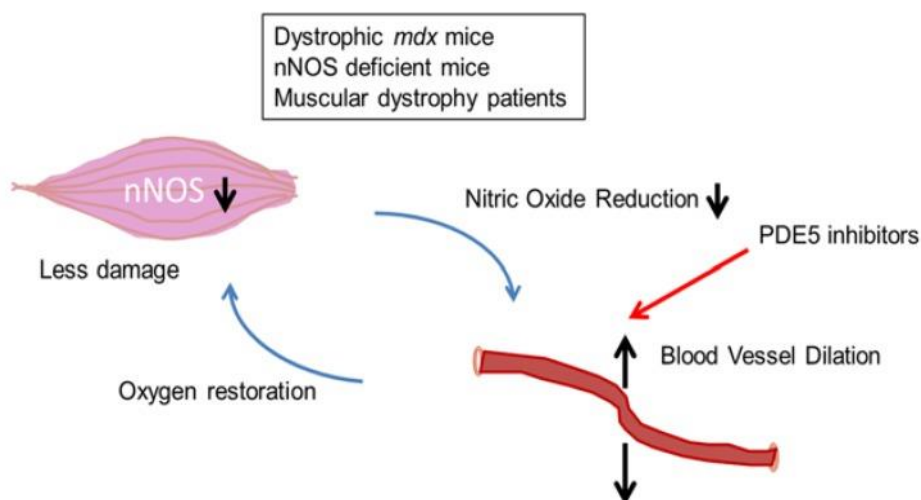 Dystrophic mdx mice
nNOS deficient mice
Muscular dystrophy patients
nNOS
Nitric Oxide Reduction
PDE5 inhibitors
Less damage
Blood Vessel Dilation
Oxygen restoration